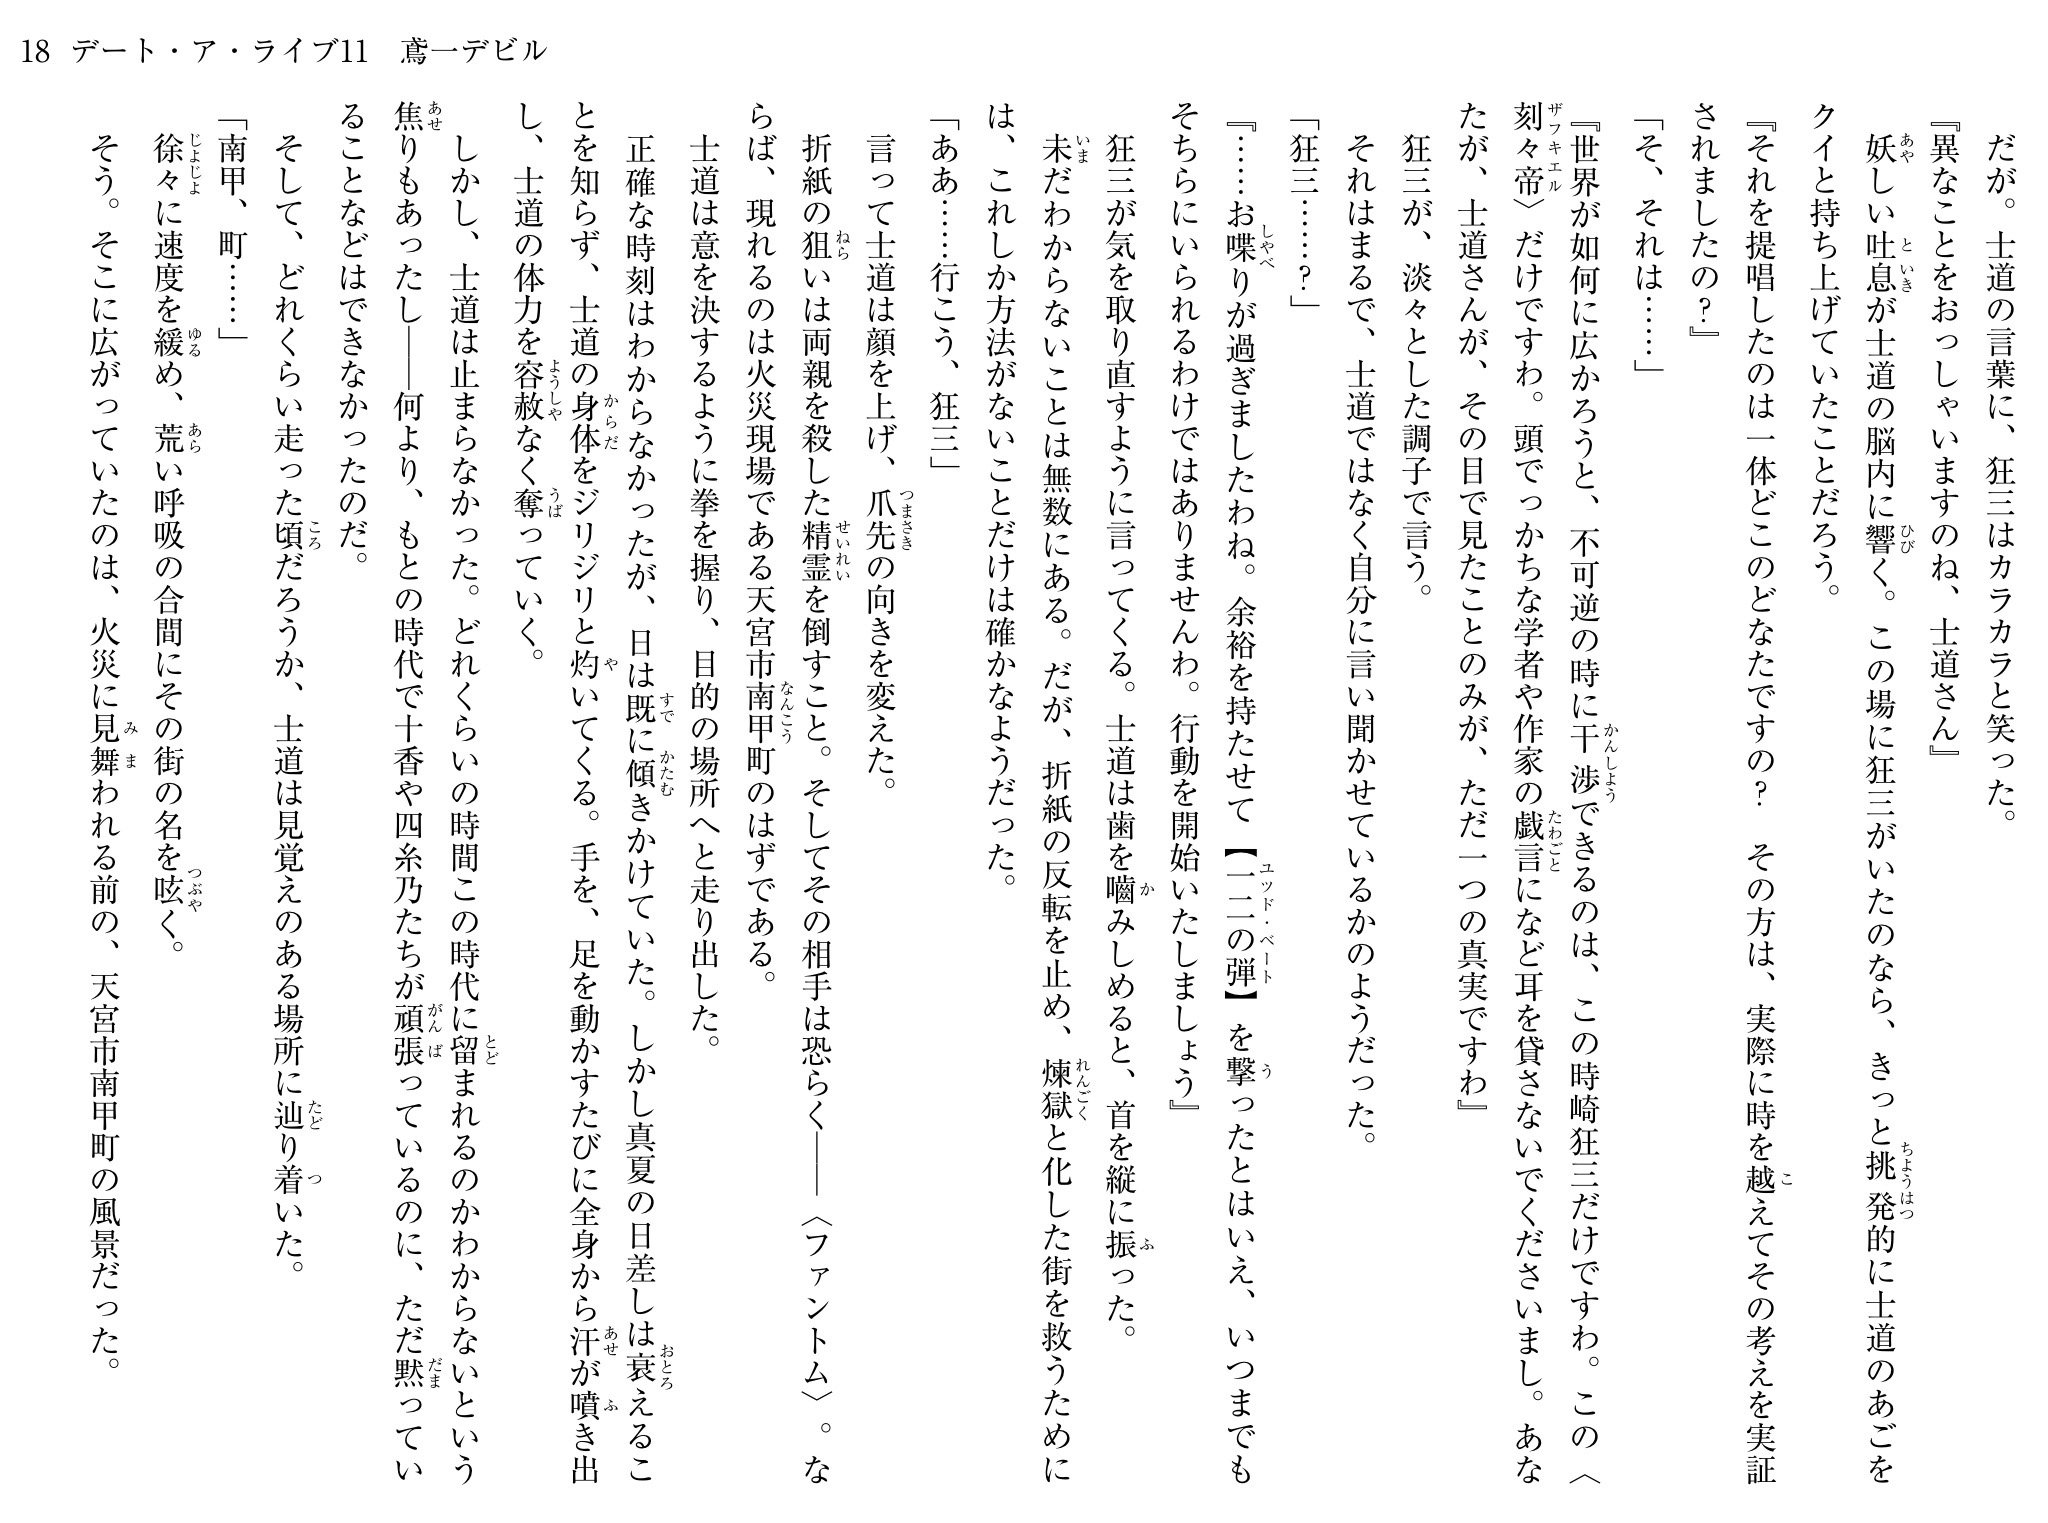 18 デート・ア・ライブ11 鳶一デビル
だが。士道の言葉に、狂三はカラカラと笑った。
『異なことをおっしゃいますのね、士道さん』
妖しい吐息が士道の脳内に響く。この場に狂三がいたのなら、きっと挑発的に士道のあごを
クイと持ち上げていたことだろう。
『それを提唱したのは一体どこのどなたですの？　その方は、実際に時を越えてその考えを実証
されましたの？』
「そ、それは……」
『世界が如何に広かろうと、不可逆の時に干渉できるのは、この時崎狂三だけですわ。この〈
刻々帝〉だけですわ。頭でっかちな学者や作家の戯言になど耳を貸さないでくださいまし。あな
たが、士道さんが、その目で見たことのみが、ただ一つの真実ですわ』
狂三が、淡々とした調子で言う。
それはまるで、士道ではなく自分に言い聞かせているかのようだった。
「狂三……？」
『……お喋りが過ぎましたわね。余裕を持たせて【一二の弾】を撃ったとはいえ、いつまでも
そちらにいられるわけではありませんわ。行動を開始いたしましょう』
狂三が気を取り直すように言ってくる。士道は歯を嚙みしめると、首を縦に振った。
未だわからないことは無数にある。だが、折紙の反転を止め、煉獄と化した街を救うために
は、これしか方法がないことだけは確かなようだった。
「ああ……行こう、狂三」
言って士道は顔を上げ、爪先の向きを変えた。
折紙の狙いは両親を殺した精霊を倒すこと。そしてその相手は恐らく――〈ファントム〉。な
らば、現れるのは火災現場である天宮市南甲町のはずである。
士道は意を決するように拳を握り、目的の場所へと走り出した。
正確な時刻はわからなかったが、日は既に傾きかけていた。しかし真夏の日差しは衰えるこ
とを知らず、士道の身体をジリジリと灼いてくる。手を、足を動かすたびに全身から汗が噴き出
し、士道の体力を容赦なく奪っていく。
しかし、士道は止まらなかった。どれくらいの時間この時代に留まれるのかわからないという
焦りもあったし――何より、もとの時代で十香や四糸乃たちが頑張っているのに、ただ黙ってい
ることなどはできなかったのだ。
そして、どれくらい走った頃だろうか、士道は見覚えのある場所に辿り着いた。
「南甲、町……」
徐々に速度を緩め、荒い呼吸の合間にその街の名を呟く。
そう。そこに広がっていたのは、火災に見舞われる前の、天宮市南甲町の風景だった。